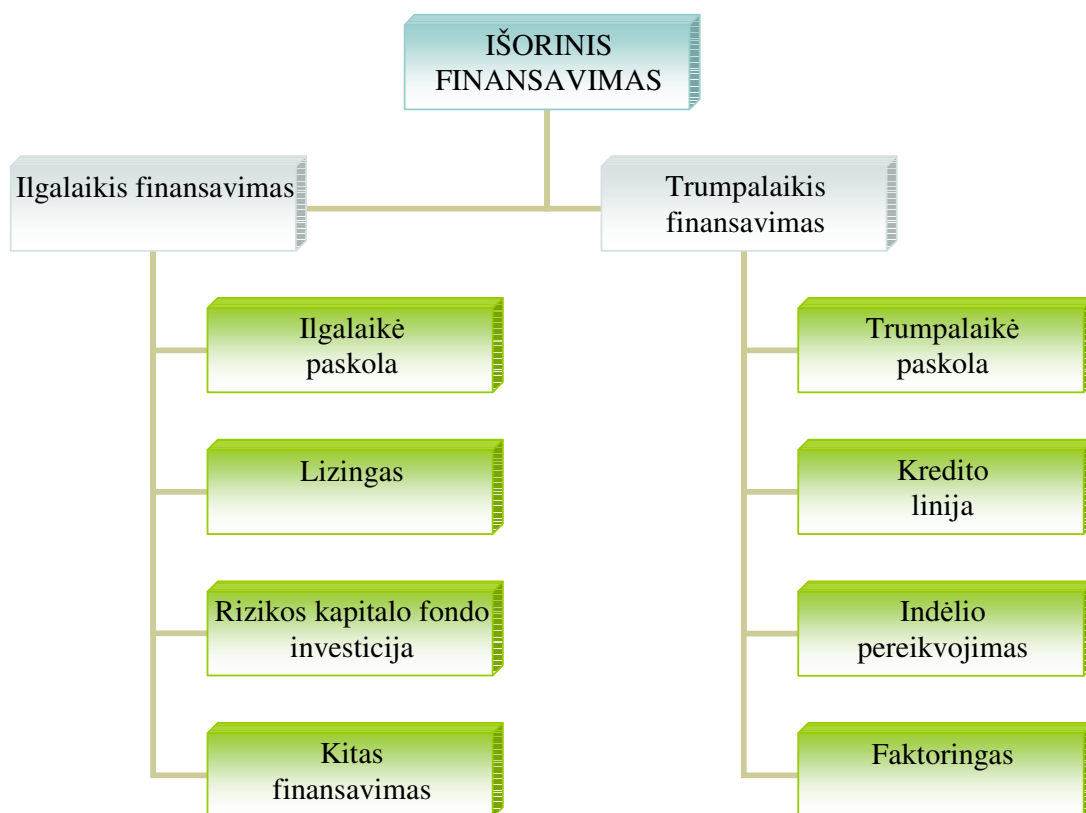 IŠORINIS
FINANSAVIMAS
Ilgalaikis finansavimas
Trumpalaikis
finansavimas
Ilgalaikė
paskola
Lizingas
Rizikos kapitalo fondo
investicija
Kitas
finansavimas
Trumpalaikė
paskola
Kredito
linija
Indėlio
pereikvojimas
Faktoringas